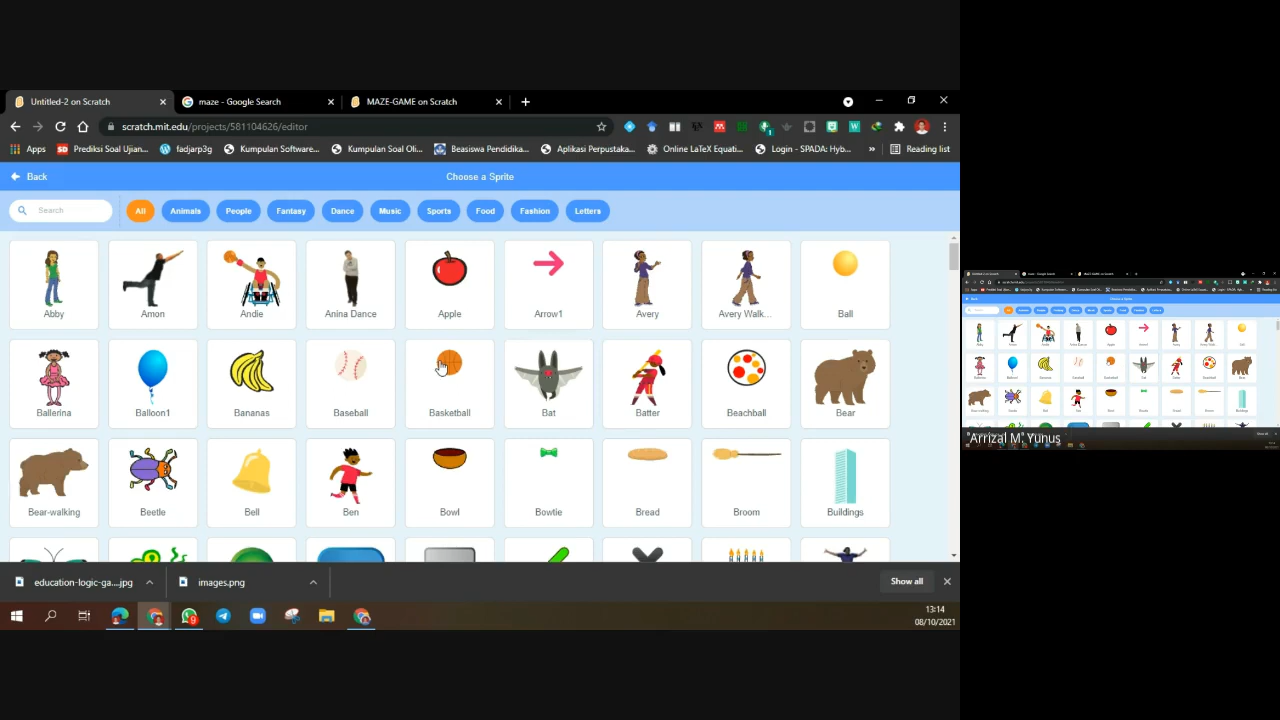 Untitled-2 on Scratch
maze - Google Search
MAZE-GAME on Scratch
scratch.mit.edu/projects/581104626/editor
Apps
Prediksi Soal Ujian...
fadjarp3g
Kumpulan Software...
Kumpulan Soal Oli...
Beasiswa Pendidika...
Aplikasi Perpustaka...
Online LaTeX Equati...
Login - SPADA: Hyb...
»
Reading list
Back
Choose a Sprite
Search
All
Animals
People
Fantasy
Dance
Music
Sports
Food
Fashion
Letters
Abby
Amon
Andie
Anina Dance
Apple
Arrow1
Avery
Avery Walk...
Ball
Ballerina
Balloon1
Bananas
Baseball
Basketball
Bat
Batter
Beachball
Bear
Bear-walking
Beetle
Bell
Ben
Bowl
Bowtie
Bread
Broom
Buildings
education-logic-ga....jpg
images.png
Show all
9
13:14
08/10/2021
Arrizal M. Yunus